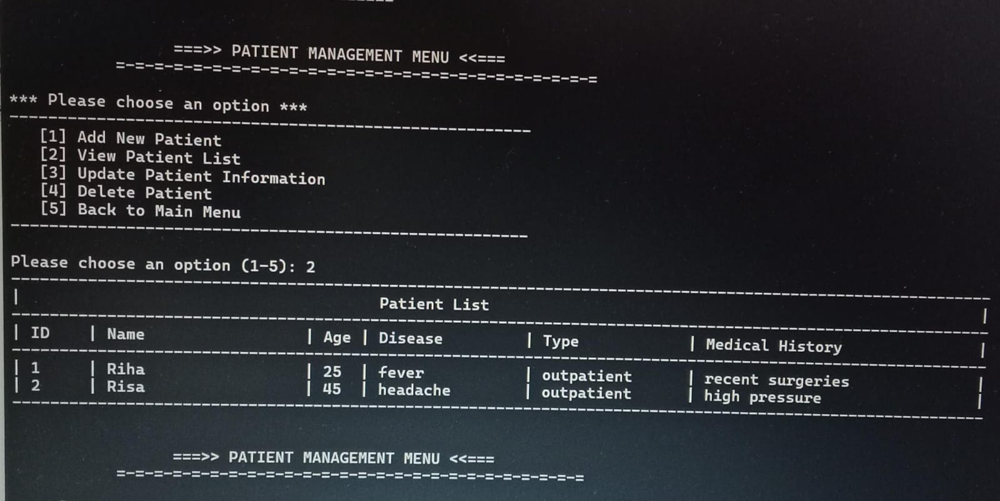 ===>> PATIENT MANAGEMENT MENU <<===
=-=-=-=-=-=-=-=-=-=-=-=-=-=-=-=-=-=-=-=-=-=-=-=-=-=
*** Please choose an option ***
------------------------------------------------------
[1] Add New Patient
[2] View Patient List
[3] Update Patient Information
[4] Delete Patient
[5] Back to Main Menu
------------------------------------------------------
Please choose an option (1-5): 2
------------------------------------------------------------------------------------------------------
| Patient List |
------------------------------------------------------------------------------------------------------
| ID | Name | Age | Disease | Type | Medical History |
------------------------------------------------------------------------------------------------------
| 1 | Riha | 25 | fever | outpatient | recent surgeries |
| 2 | Risa | 45 | headache | outpatient | high pressure |
------------------------------------------------------------------------------------------------------
===>> PATIENT MANAGEMENT MENU <<===
=-=-=-=-=-=-=-=-=-=-=-=-=-=-=-=-=-=-=-=-=-=-=-=-=-=